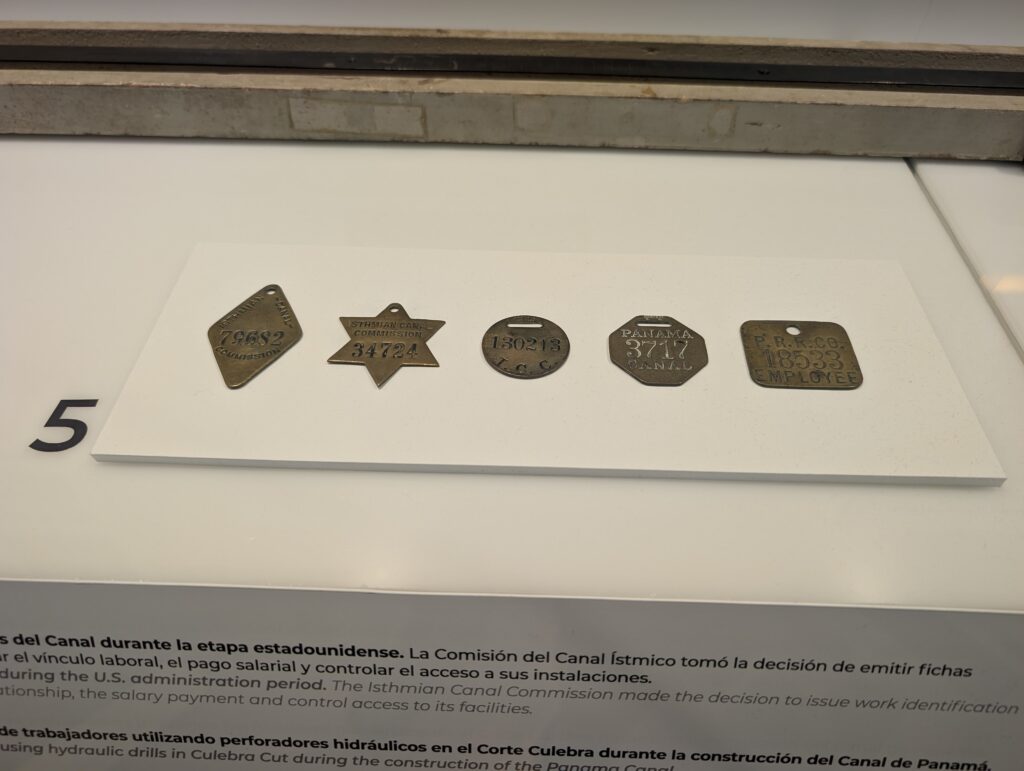 ISTHMIAN CANAL
79682
COMMISSION
ISTHMIAN CANAL
COMMISSION
34724
130213
I.C.C.
PANAMA
3717
CANAL
P.R.R.CO.
18533
EMPLOYEE
5
s del Canal durante la etapa estadounidense. La Comisión del Canal Ístmico tomó la decisión de emitir fichas
ar el vínculo laboral, el pago salarial y controlar el acceso a sus instalaciones.
during the U.S. administration period. The Isthmian Canal Commission made the decision to issue work identification
ationship, the salary payment and control access to its facilities.
de trabajadores utilizando perforadores hidráulicos en el Corte Culebra durante la construcción del Canal de Panamá.
using hydraulic drills in Culebra Cut during the construction of the Panama Canal